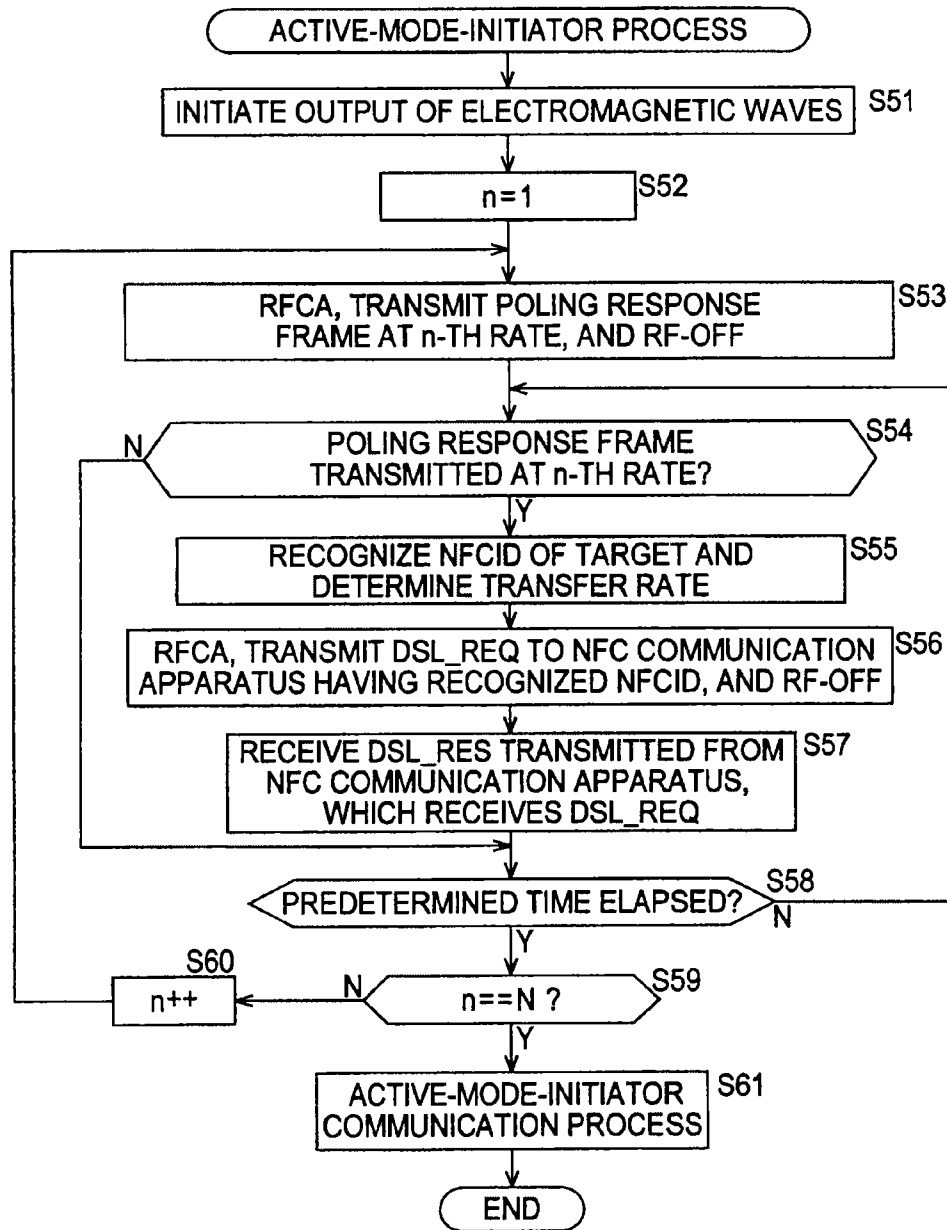 ACTIVE-MODE-INITIATOR PROCESS
INITIATE OUTPUT OF ELECTROMAGNETIC WAVES
S51
n=1
S52
RFCA, TRANSMIT POLING RESPONSE
FRAME AT n-TH RATE, AND RF-OFF
S53
POLING RESPONSE FRAME
TRANSMITTED AT n-TH RATE?
S54
N
Y
RECOGNIZE NFCID OF TARGET AND
DETERMINE TRANSFER RATE
S55
RFCA, TRANSMIT DSL_REQ TO NFC COMMUNICATION
APPARATUS HAVING RECOGNIZED NFCID, AND RF-OFF
S56
RECEIVE DSL_RES TRANSMITTED FROM
NFC COMMUNICATION APPARATUS,
WHICH RECEIVES DSL_REQ
S57
PREDETERMINED TIME ELAPSED?
S58
N
Y
n==N ?
S59
N
Y
S60
n++
ACTIVE-MODE-INITIATOR
COMMUNICATION PROCESS
S61
END